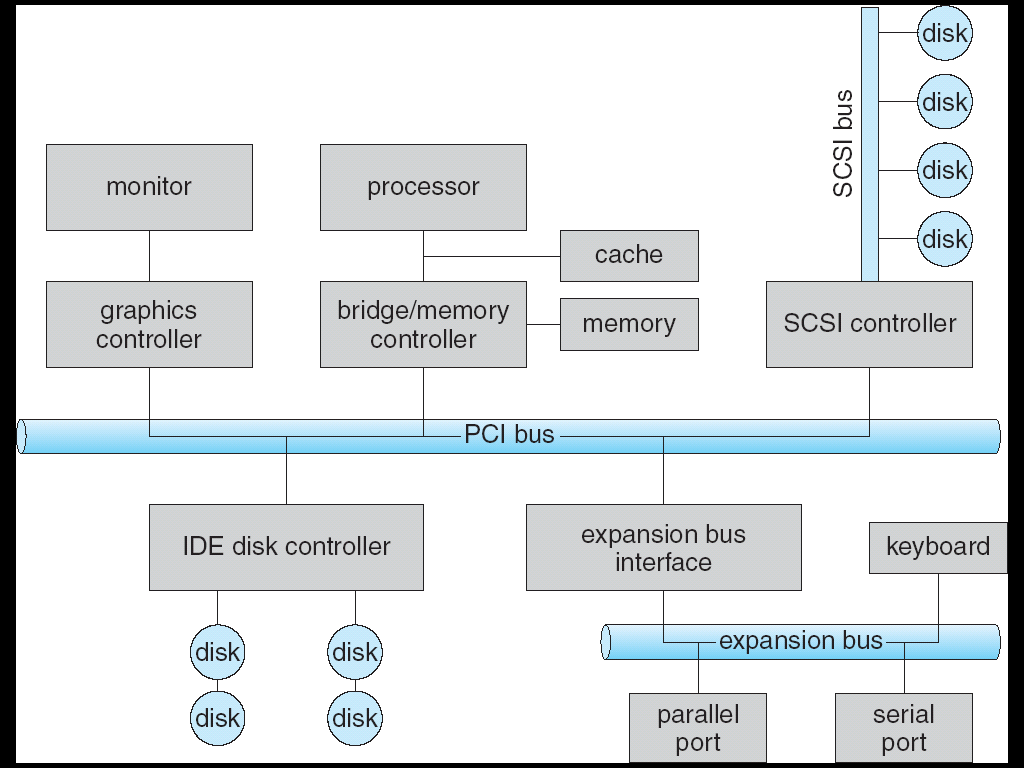 disk
disk
SCSI bus
disk
disk
monitor
processor
cache
graphics
controller
bridge/memory
controller
memory
SCSI controller
PCI bus
IDE disk controller
expansion bus
interface
keyboard
disk
disk
expansion bus
disk
disk
parallel
port
serial
port